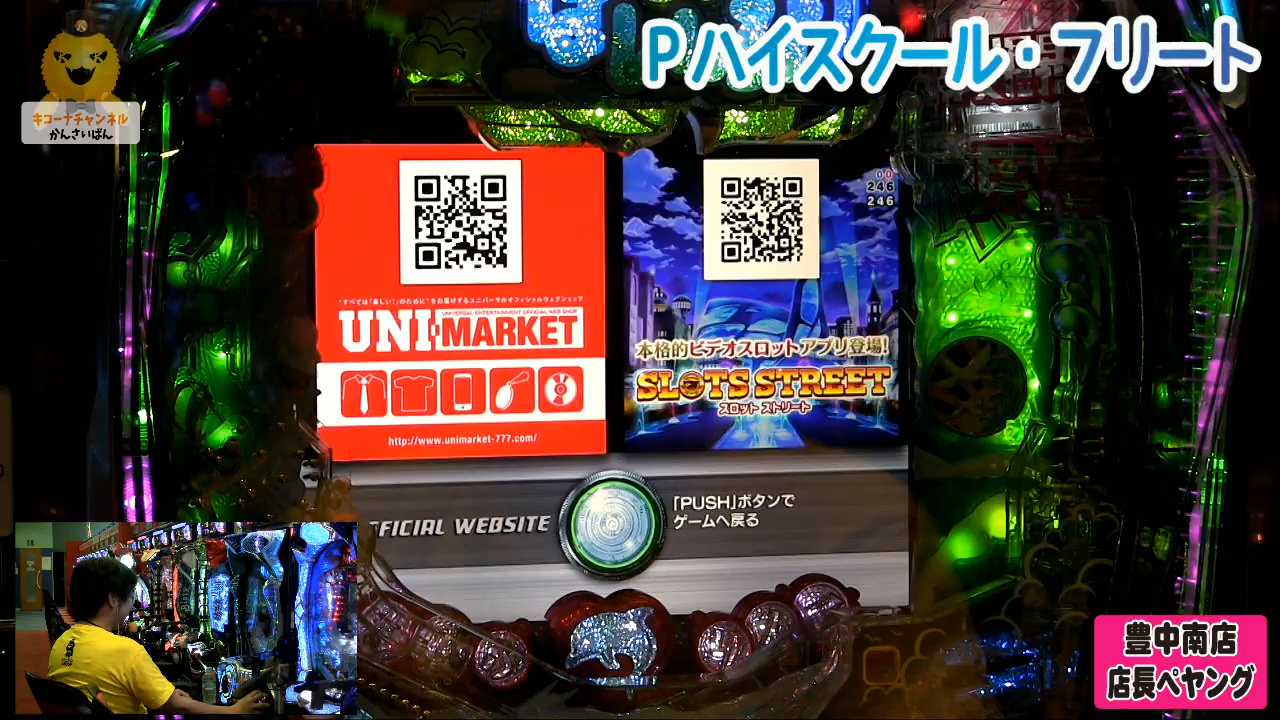 Pハイスクール・フリート
キコーナチャンネル
かんさいばん
00
246
246
"すべては「楽しい!」のために"をお届けするユニバーサルオフィシャルウェブショップ
UNIVERSAL ENTERTAINMENT OFFICIAL WEB SHOP
UNI-MARKET
http://www.unimarket-777.com/
本格的ビデオスロットアプリ登場!
SLOTS STREET
スロット ストリート
FFICIAL WEBSITE
「PUSH」ボタンで
ゲームへ戻る
豊中南店
店長ペヤング